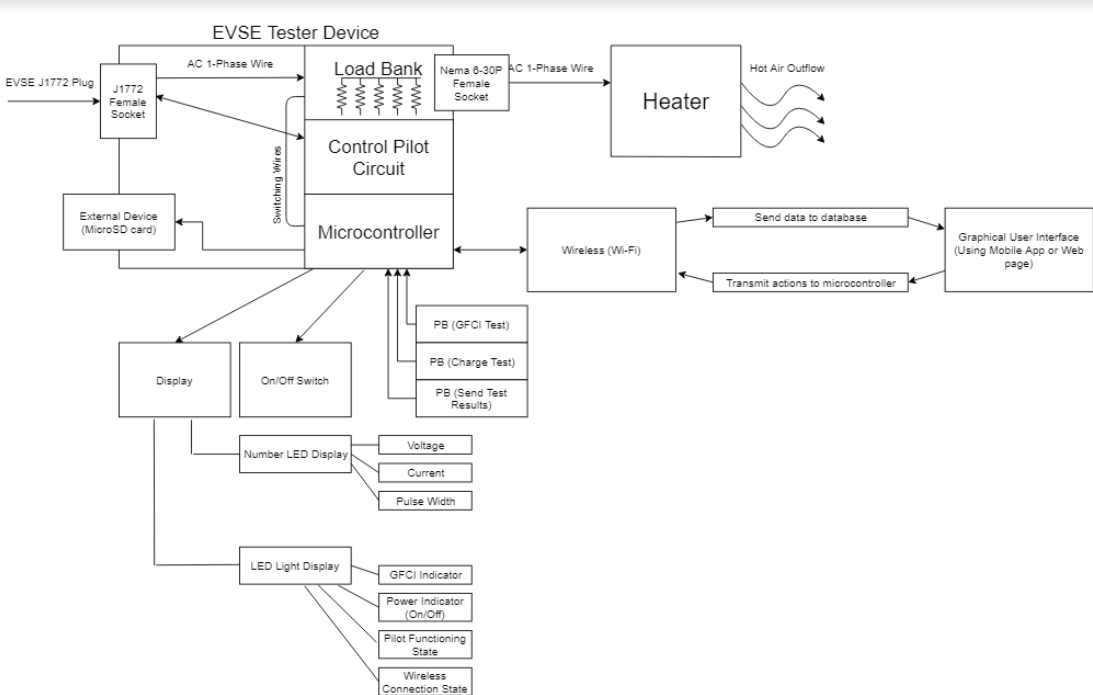 EVSE Tester Device
EVSE J1772 Plug
J1772
Female
Socket
AC 1-Phase Wire
Load Bank
Nema 6-30P
Female
Socket
AC 1-Phase Wire
Heater
Hot Air Outflow
Control Pilot
Circuit
Switching Wires
External Device
(MicroSD card)
Microcontroller
Wireless (Wi-Fi)
Send data to database
Transmit actions to microcontroller
Graphical User Interface
(Using Mobile App or Web
page)
PB (GFCI Test)
PB (Charge Test)
PB (Send Test
Results)
Display
On/Off Switch
Number LED Display
Voltage
Current
Pulse Width
LED Light Display
GFCI Indicator
Power Indicator
(On/Off)
Pilot Functioning
State
Wireless
Connection State